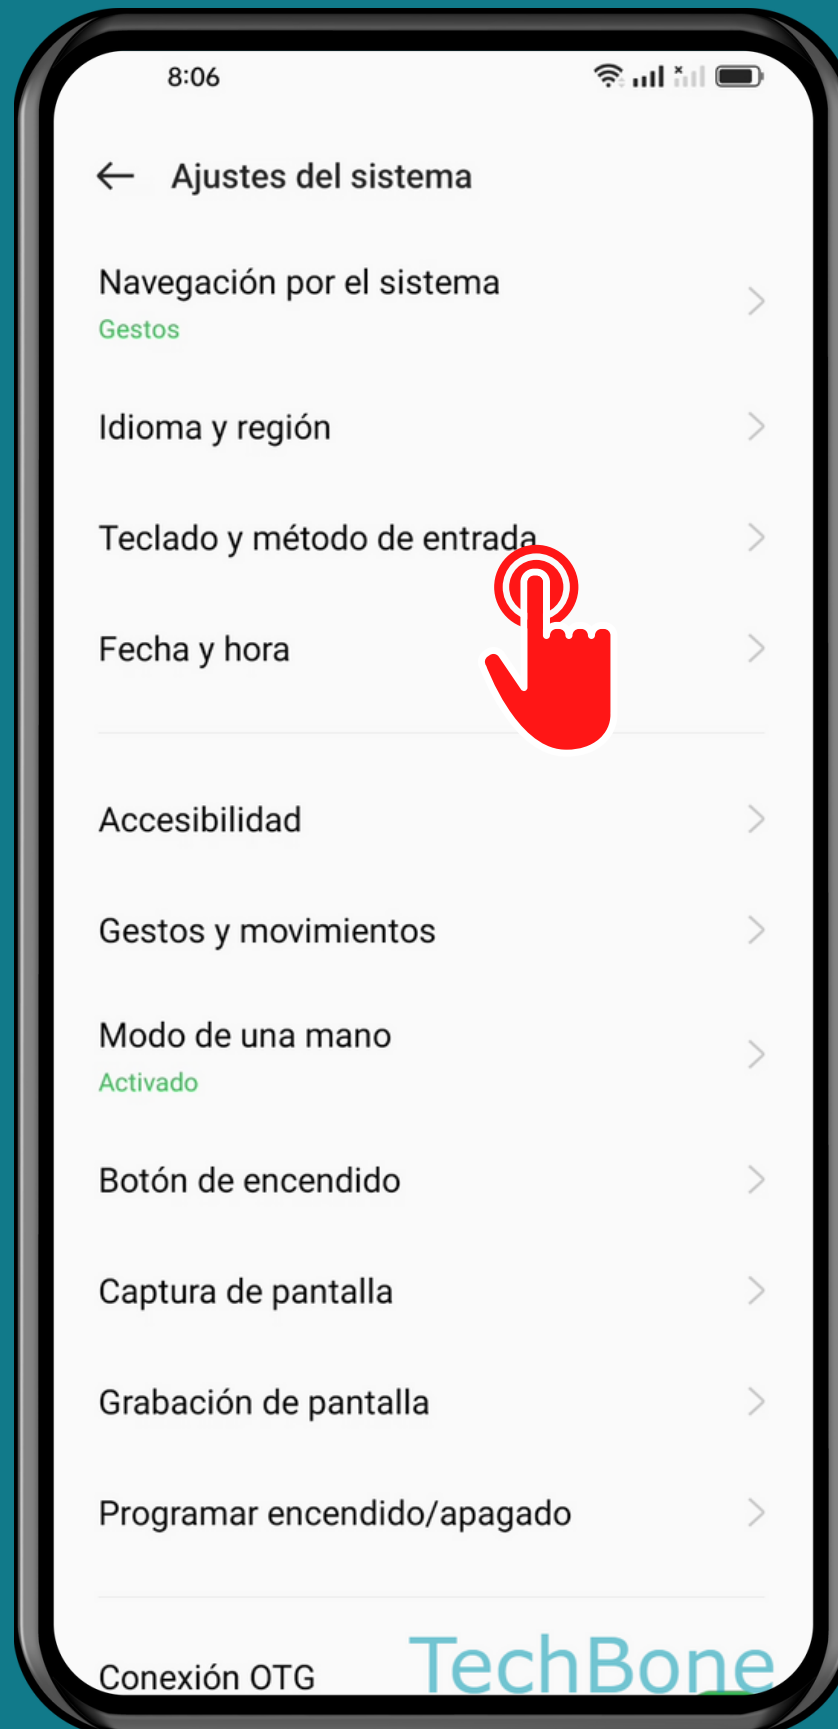 8:06
Ajustes del sistema
Navegación por el sistema
Gestos
Idioma y región
Teclado y método de entrada
Fecha y hora
Accesibilidad
Gestos y movimientos
Modo de una mano
Activado
Botón de encendido
Captura de pantalla
Grabación de pantalla
Programar encendido/apagado
Conexión OTG
TechBone